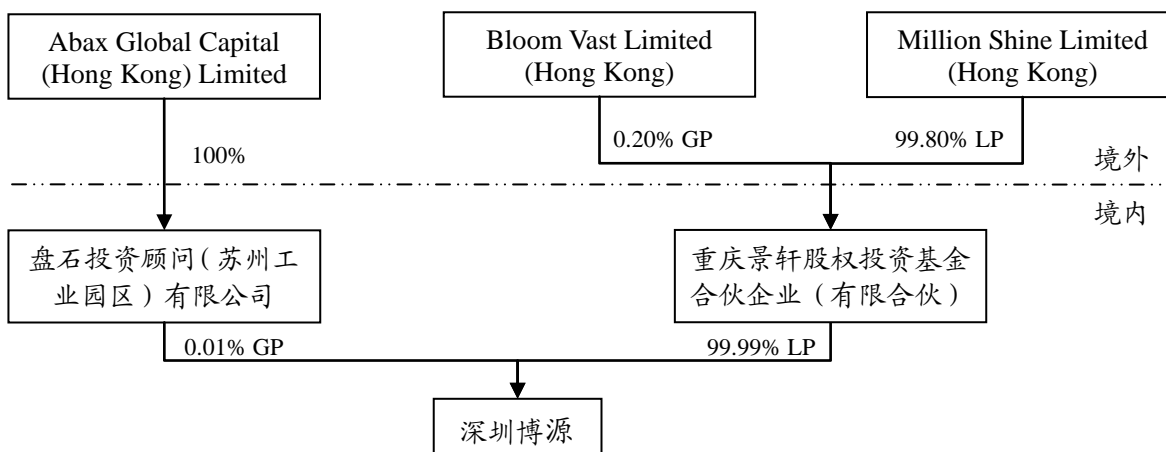 Abax Global Capital
(Hong Kong) Limited
Bloom Vast Limited
(Hong Kong)
Million Shine Limited
(Hong Kong)
100%
0.20% GP
99.80% LP
境外
境内
盘石投资顾问（苏州工
业园区）有限公司
重庆景轩股权投资基金
合伙企业（有限合伙）
0.01% GP
99.99% LP
深圳博源